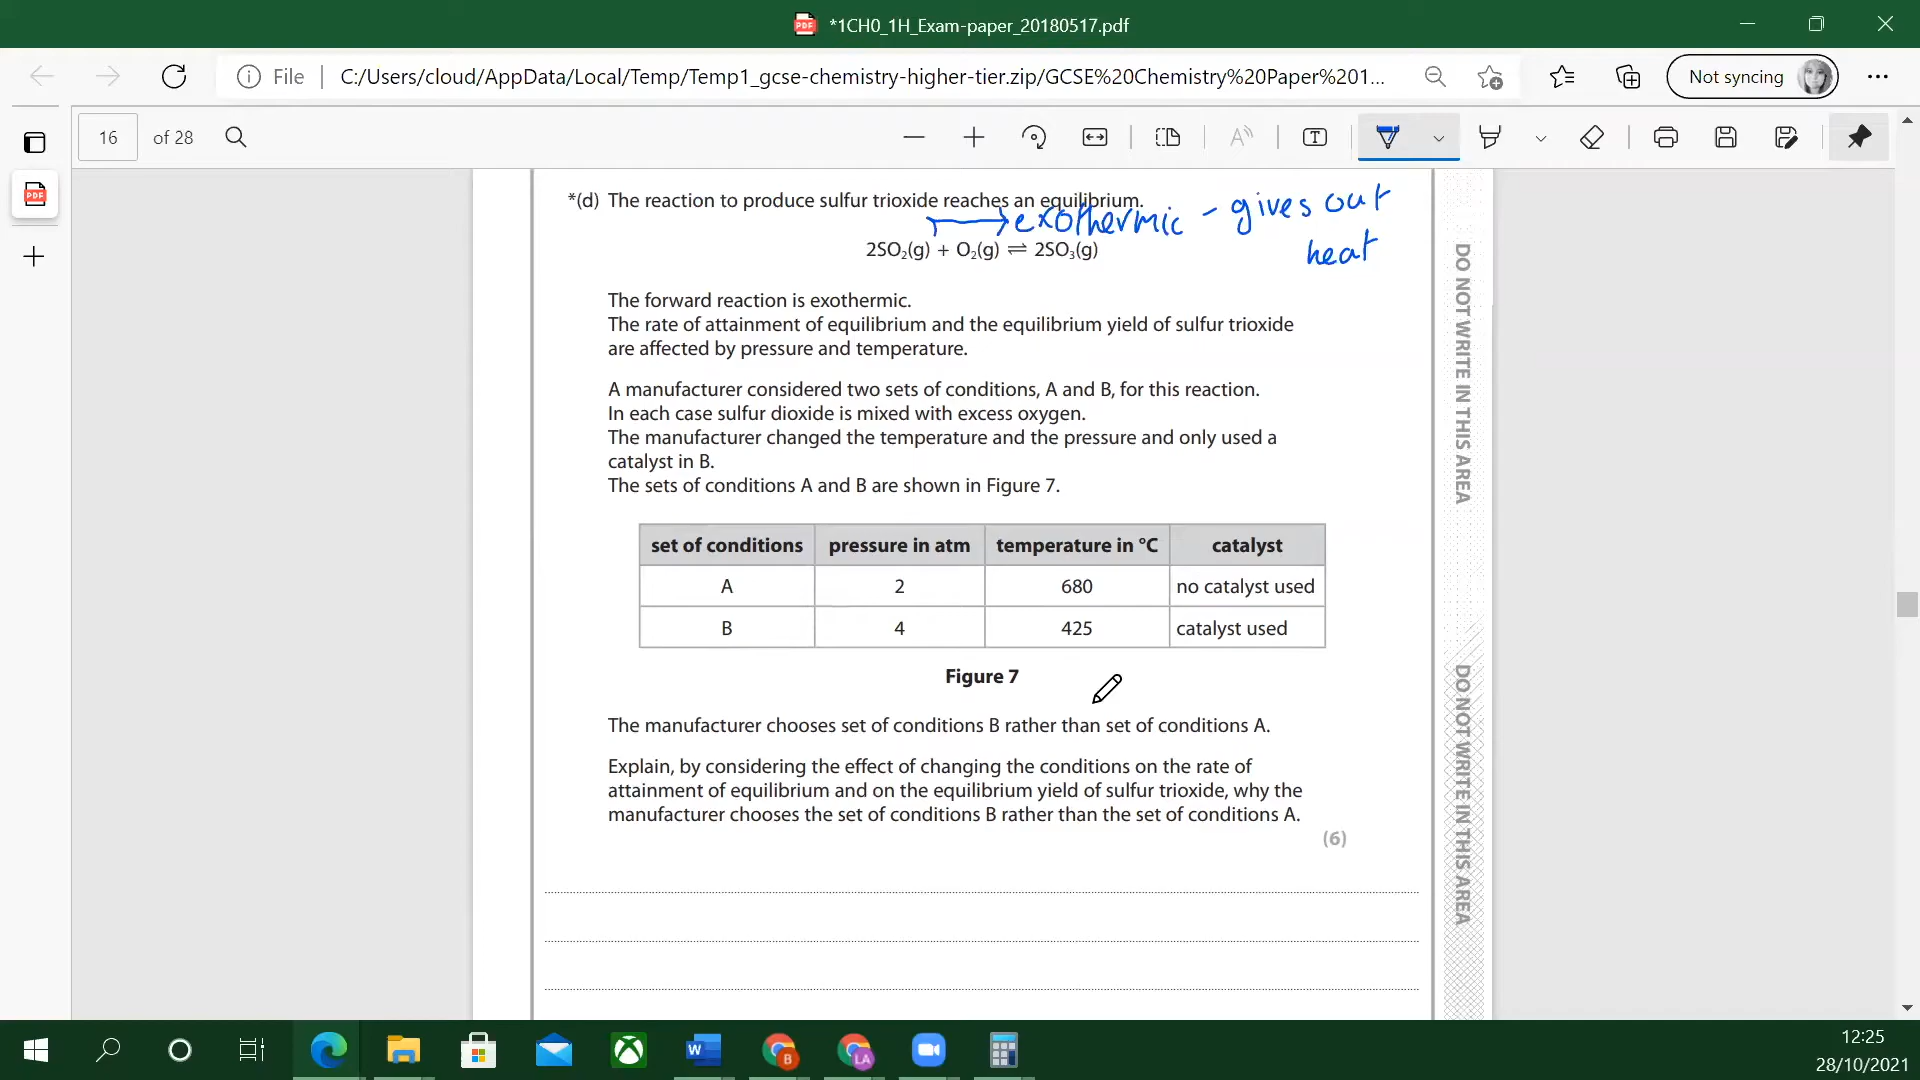 *1CH0_1H_Exam-paper_20180517.pdf
File
C:/Users/cloud/AppData/Local/Temp/Temp1_gcse-chemistry-higher-tier.zip/GCSE%20Chemistry%20Paper%201...
Not syncing
16 of 28
*(d) The reaction to produce sulfur trioxide reaches an equilibrium.
exothermic - gives out
heat
2SO₂(g) + O₂(g) ⇌ 2SO₃(g)
The forward reaction is exothermic.
The rate of attainment of equilibrium and the equilibrium yield of sulfur trioxide
are affected by pressure and temperature.
A manufacturer considered two sets of conditions, A and B, for this reaction.
In each case sulfur dioxide is mixed with excess oxygen.
The manufacturer changed the temperature and the pressure and only used a
catalyst in B.
The sets of conditions A and B are shown in Figure 7.
set of conditions pressure in atm temperature in °C catalyst
A 2 680 no catalyst used
B 4 425 catalyst used
Figure 7
The manufacturer chooses set of conditions B rather than set of conditions A.
Explain, by considering the effect of changing the conditions on the rate of
attainment of equilibrium and on the equilibrium yield of sulfur trioxide, why the
manufacturer chooses the set of conditions B rather than the set of conditions A.
(6)
DO NOT WRITE IN THIS AREA
DO NOT WRITE IN THIS AREA
12:25
28/10/2021